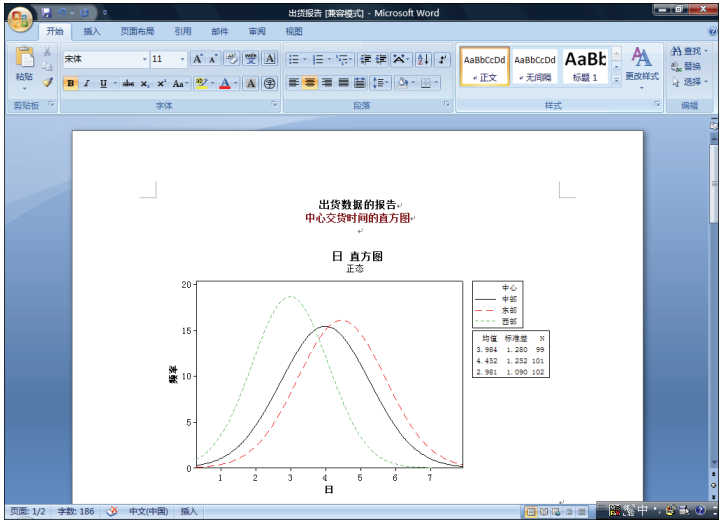 出货报告 [兼容模式] - Microsoft Word
开始 插入 页面布局 引用 邮件 审阅 视图
宋体 11
粘贴
B I U abc x₂ x² Aa
AaBbCcDd AaBbCcDd AaBb
正文 无间隔 标题 1
更改样式
查找
替换
选择
剪贴板 字体 段落 样式 编辑
出货数据的报告
中心交货时间的直方图
日 直方图
正态
频率
20
15
10
5
0
1 2 3 4 5 6 7
日
中心
中部
东部
西部
均值 标准差 N
3.984 1.280 99
4.452 1.252 101
2.981 1.090 102
页面: 1/2 字数: 186 中文(中国) 插入
中